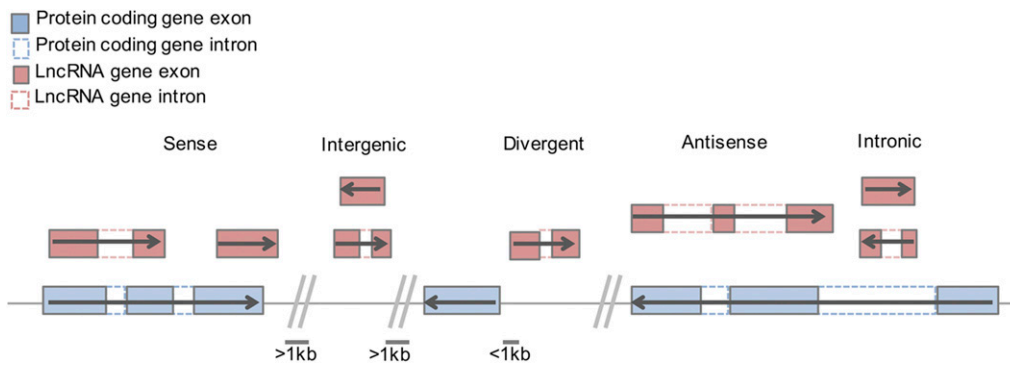 Protein coding gene exon
Protein coding gene intron
LncRNA gene exon
LncRNA gene intron
Sense Intergenic Divergent Antisense Intronic
>1kb >1kb <1kb